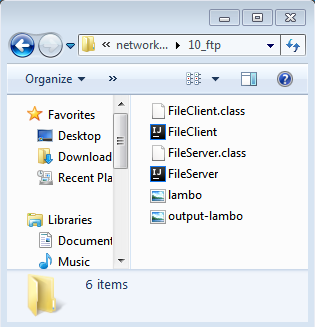 « network... ▸ 10_ftp
Organize »
Favorites
Desktop
Download
Recent Pla
Libraries
Document
Music
FileClient.class
FileClient
FileServer.class
FileServer
lambo
output-lambo
6 items